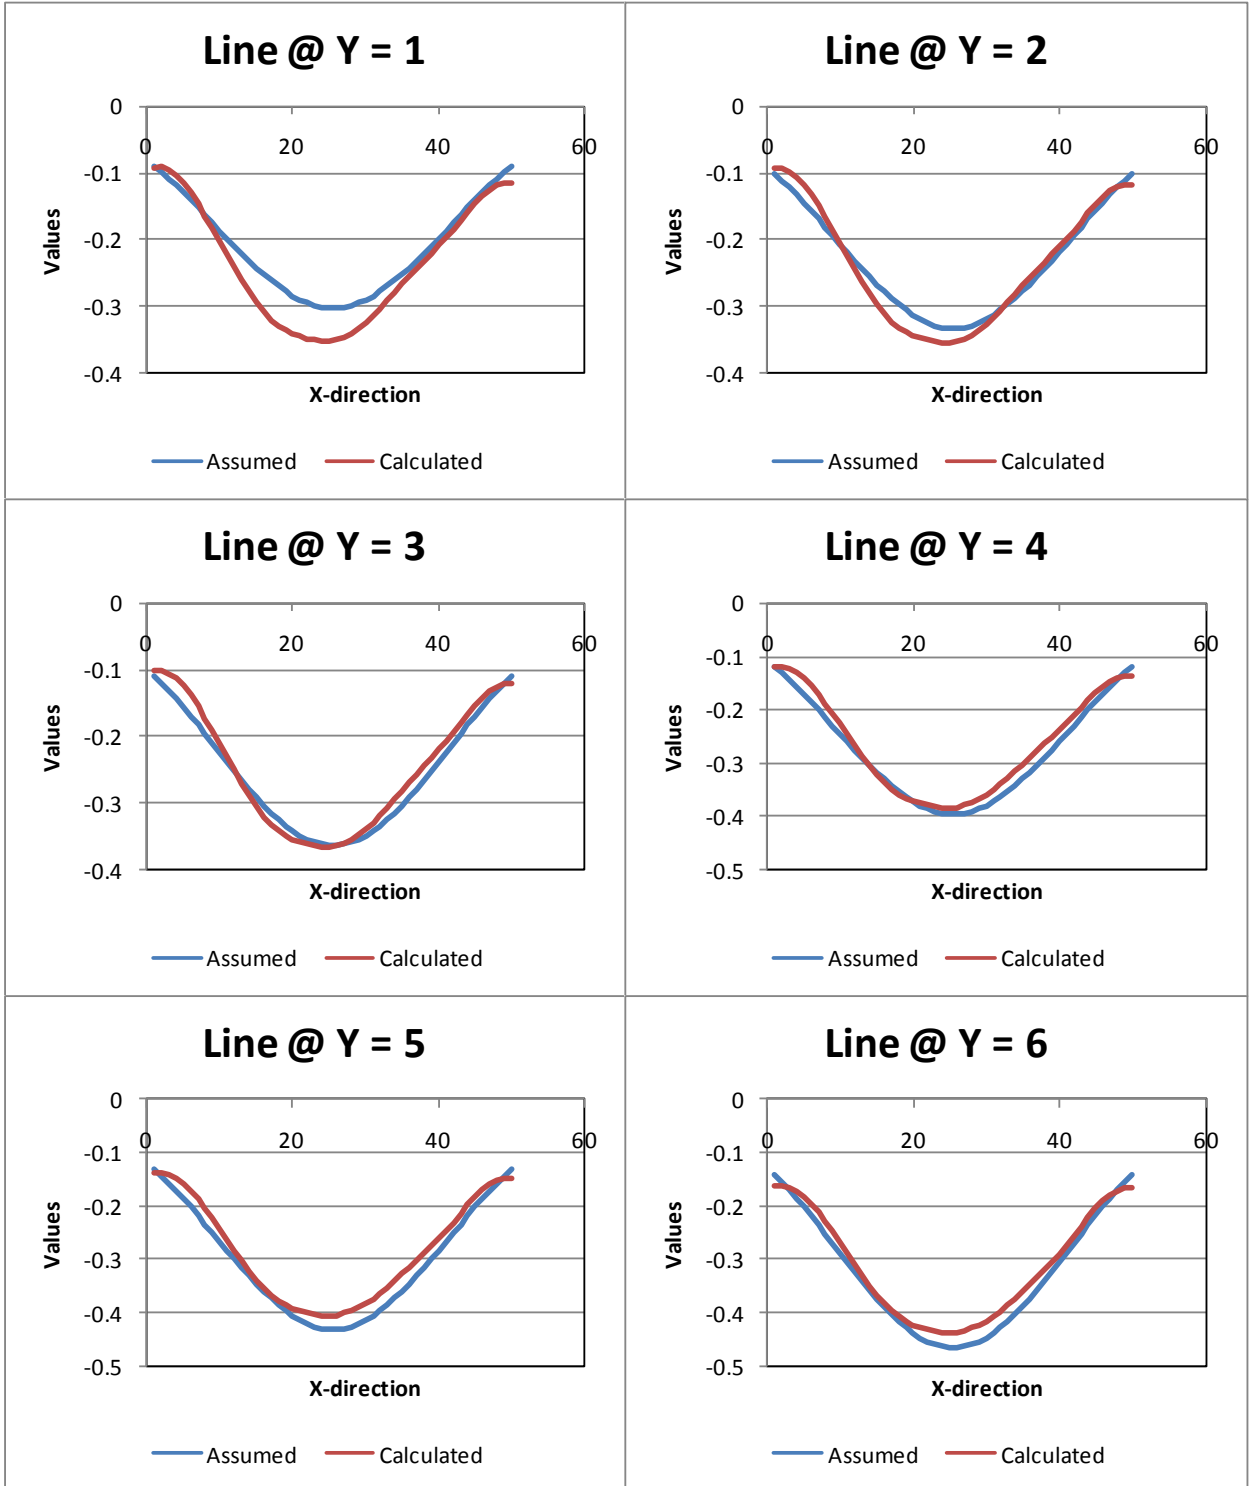 Line @ Y = 1
0
0 20 40 60
-0.1
-0.2
-0.3
-0.4
Values
X-direction
Assumed Calculated
Line @ Y = 2
0
0 20 40 60
-0.1
-0.2
-0.3
-0.4
Values
X-direction
Assumed Calculated
Line @ Y = 3
0
0 20 40 60
-0.1
-0.2
-0.3
-0.4
Values
X-direction
Assumed Calculated
Line @ Y = 4
0
0 20 40 60
-0.1
-0.2
-0.3
-0.4
-0.5
Values
X-direction
Assumed Calculated
Line @ Y = 5
0
0 20 40 60
-0.1
-0.2
-0.3
-0.4
-0.5
Values
X-direction
Assumed Calculated
Line @ Y = 6
0
0 20 40 60
-0.1
-0.2
-0.3
-0.4
-0.5
Values
X-direction
Assumed Calculated